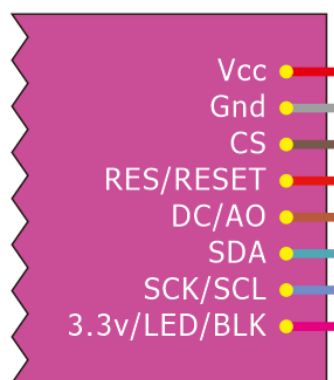 Vcc
Gnd
CS
RES/RESET
DC/AO
SDA
SCK/SCL
3.3v/LED/BLK